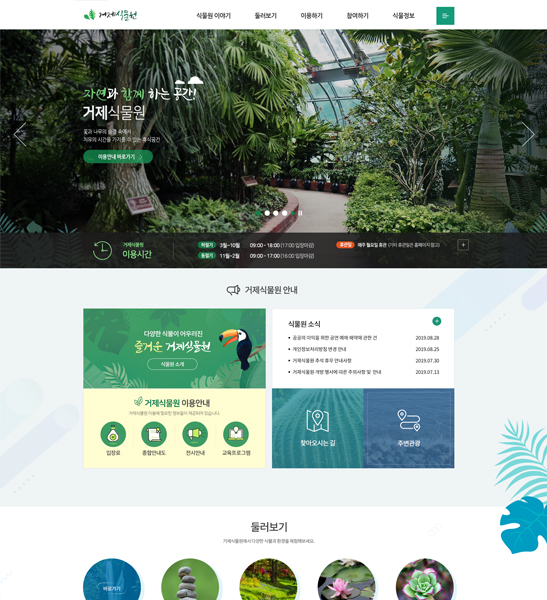 거제식물원
식물원 이야기
둘러보기
이용하기
참여하기
식물정보
자연과 함께 하는 공간!
거제식물원
꽃과 나무의 숨결 속에서
치유의 시간을 가지를 수 있는 휴식공간
이용안내 바로가기
거제식물원
이용시간
하절기 3월~10월 09:00 - 18:00 (17:00 입장마감)
동절기 11월~2월 09:00 - 17:00 (16:00 입장마감)
휴관일 매주 월요일 휴관 (기타 휴관일은 홈페이지 참고)
거제식물원 안내
다양한 식물이 어우러진
즐거운 거제식물원
식물원 소개
식물원 소식
공공의 이익을 위한 공연 예매 혜택에 관한 건 2019.08.28
개인정보처리방침 변경 안내 2019.08.25
거제식물원 추석 휴무 안내사항 2019.07.30
거제식물원 개방 행사에 따른 주의사항 및 안내 2019.07.13
거제식물원 이용안내
거제식물원 이용에 필요한 정보들이 제공되어 있습니다.
입장료
종합안내도
전시안내
교육프로그램
찾아오시는 길
주변관광
둘러보기
거제식물원에서 다양한 식물과 환경을 체험해보세요.
바로가기